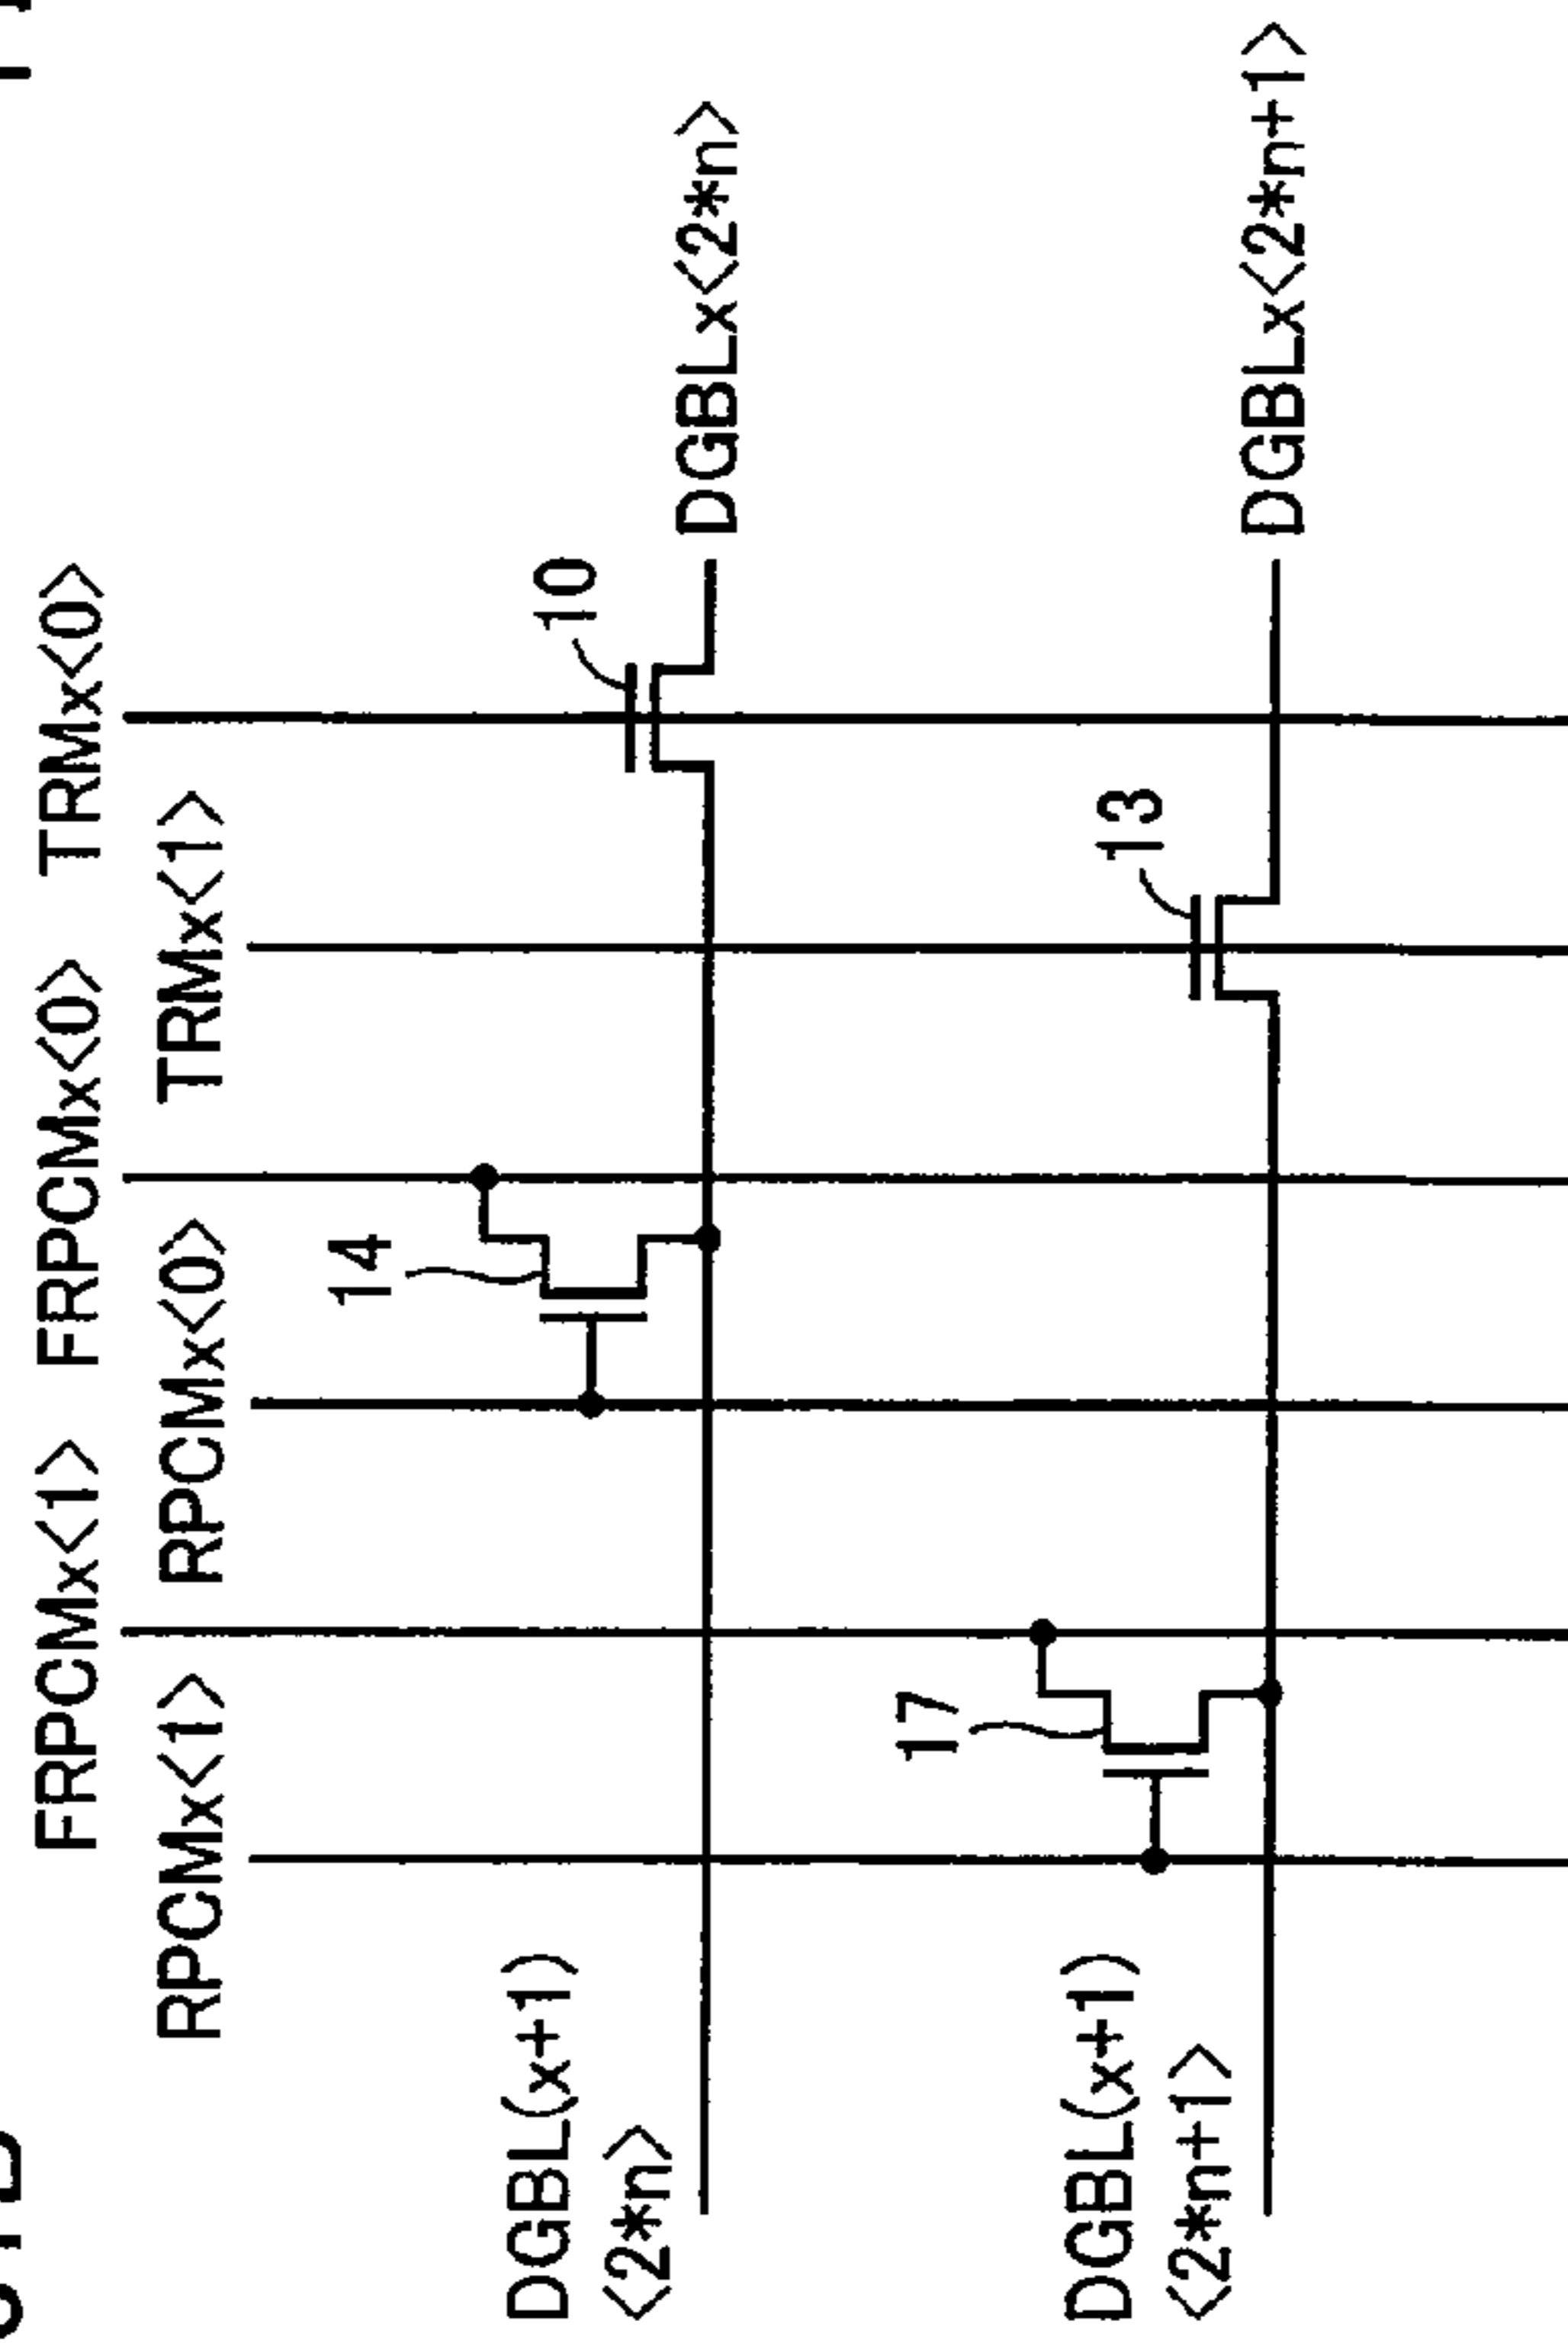 TRMx<0>
TRMx<1>
FRPCMx<0>
RPCMx<0>
FRPCMx<1>
RPCMx<1>
10
DGBLx<2*n>
13
DGBLx<2*n+1>
14
17
DGBL(x+1)
<2*n>
DGBL(x+1)
<2*n+1>